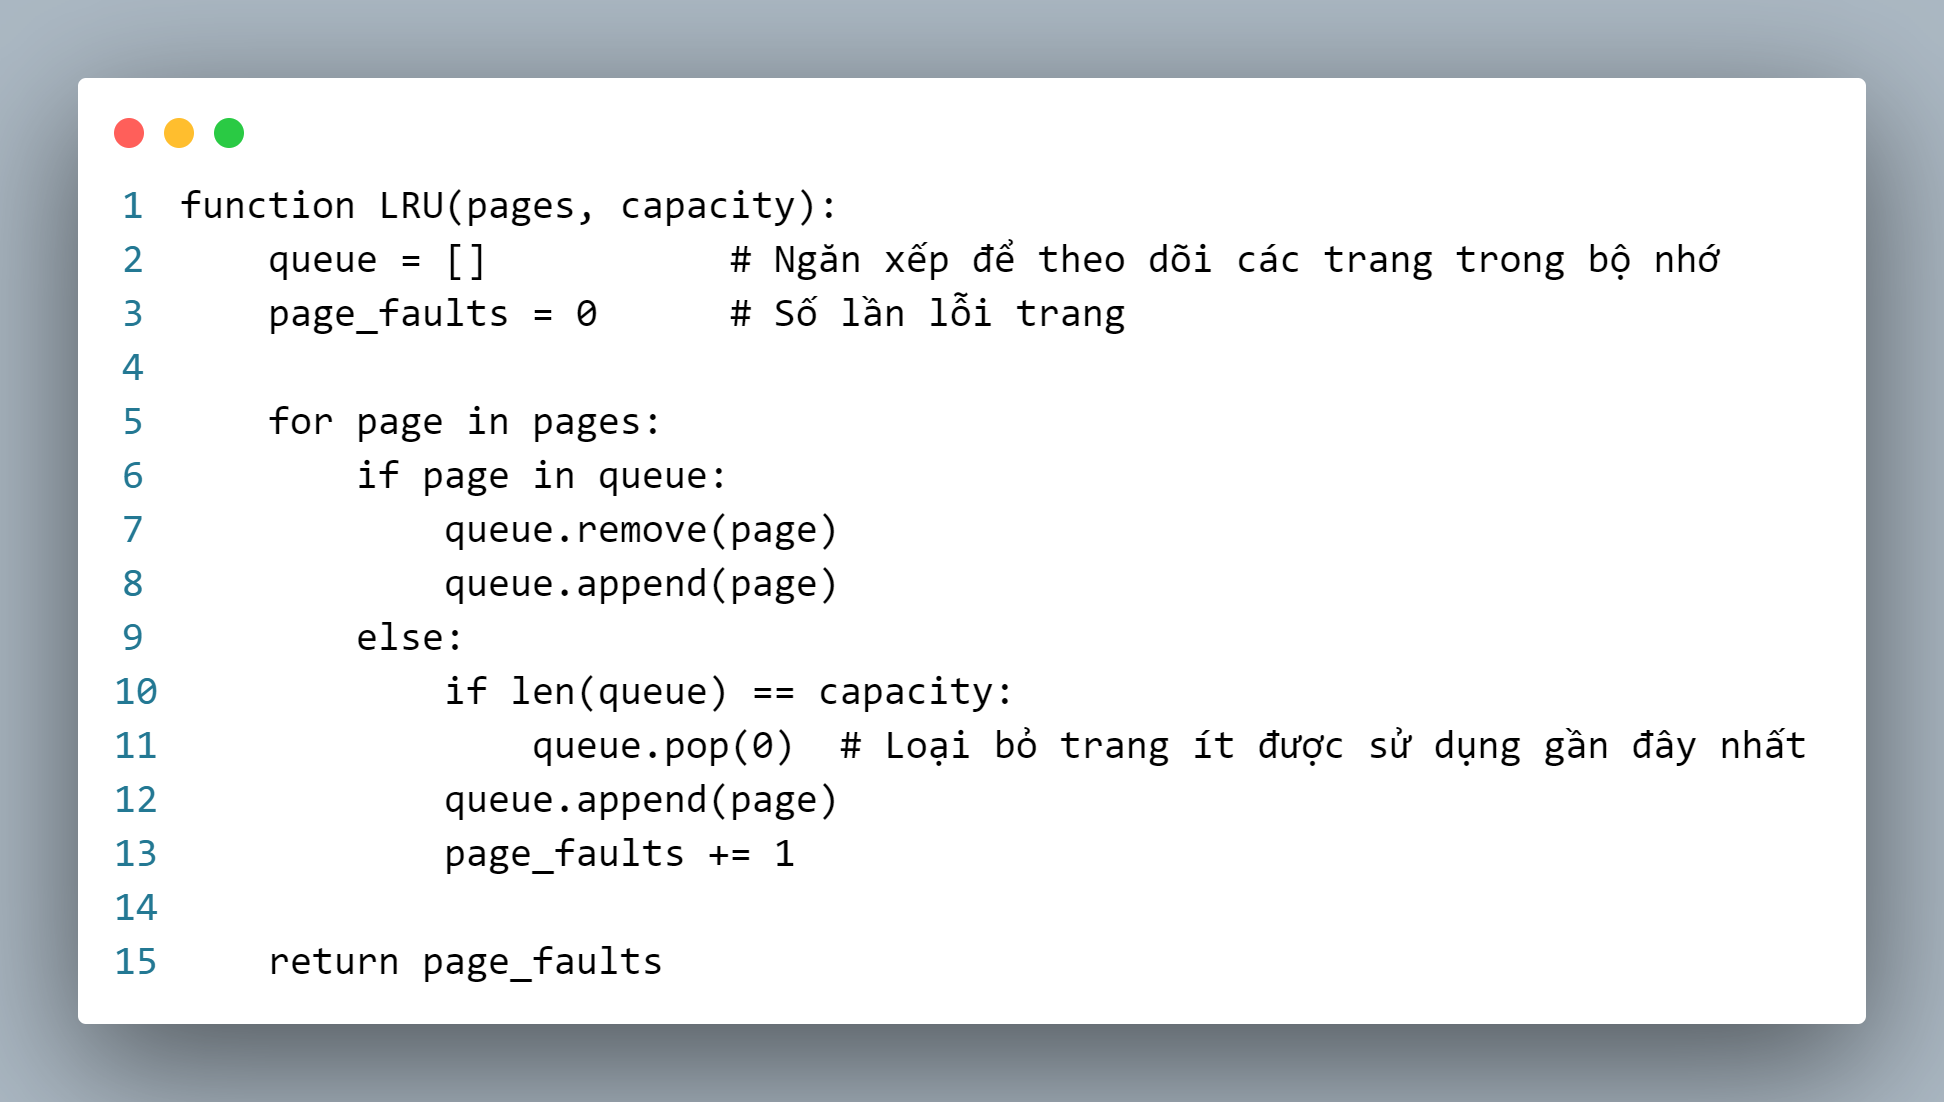 1 function LRU(pages, capacity):
2     queue = []           # Ngăn xếp để theo dõi các trang trong bộ nhớ
3     page_faults = 0      # Số lần lỗi trang
4
5     for page in pages:
6         if page in queue:
7             queue.remove(page)
8             queue.append(page)
9         else:
10             if len(queue) == capacity:
11                 queue.pop(0)  # Loại bỏ trang ít được sử dụng gần đây nhất
12             queue.append(page)
13             page_faults += 1
14
15     return page_faults